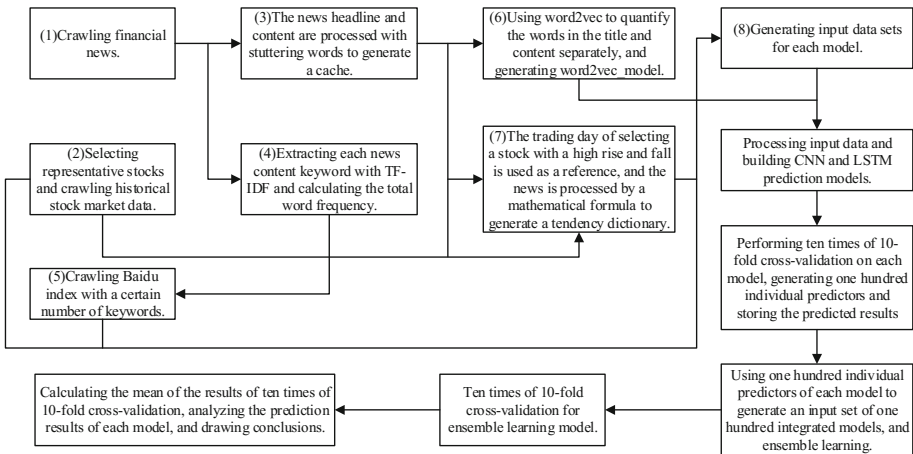 (1)Crawling financial
news.
(3)The news headline and
content are processed with
stuttering words to generate
a cache.
(6)Using word2vec to quantify
the words in the title and
content separately, and
generating word2vec_model.
(8)Generating input data sets
for each model.
(2)Selecting
representative stocks
and crawling historical
stock market data.
(4)Extracting each news
content keyword with TF-
IDF and calculating the total
word frequency.
(7)The trading day of selecting
a stock with a high rise and fall
is used as a reference, and the
news is processed by a
mathematical formula to
generate a tendency dictionary.
Processing input data and
building CNN and LSTM
prediction models.
(5)Crawling Baidu
index with a certain
number of keywords.
Performing ten times of 10-
fold cross-validation on each
model, generating one hundred
individual predictors and
storing the predicted results
Calculating the mean of the results of ten times of
10-fold cross-validation, analyzing the prediction
results of each model, and drawing conclusions.
Ten times of 10-fold
cross-validation for
ensemble learning model.
Using one hundred individual
predictors of each model to
generate an input set of one
hundred integrated models, and
ensemble learning.